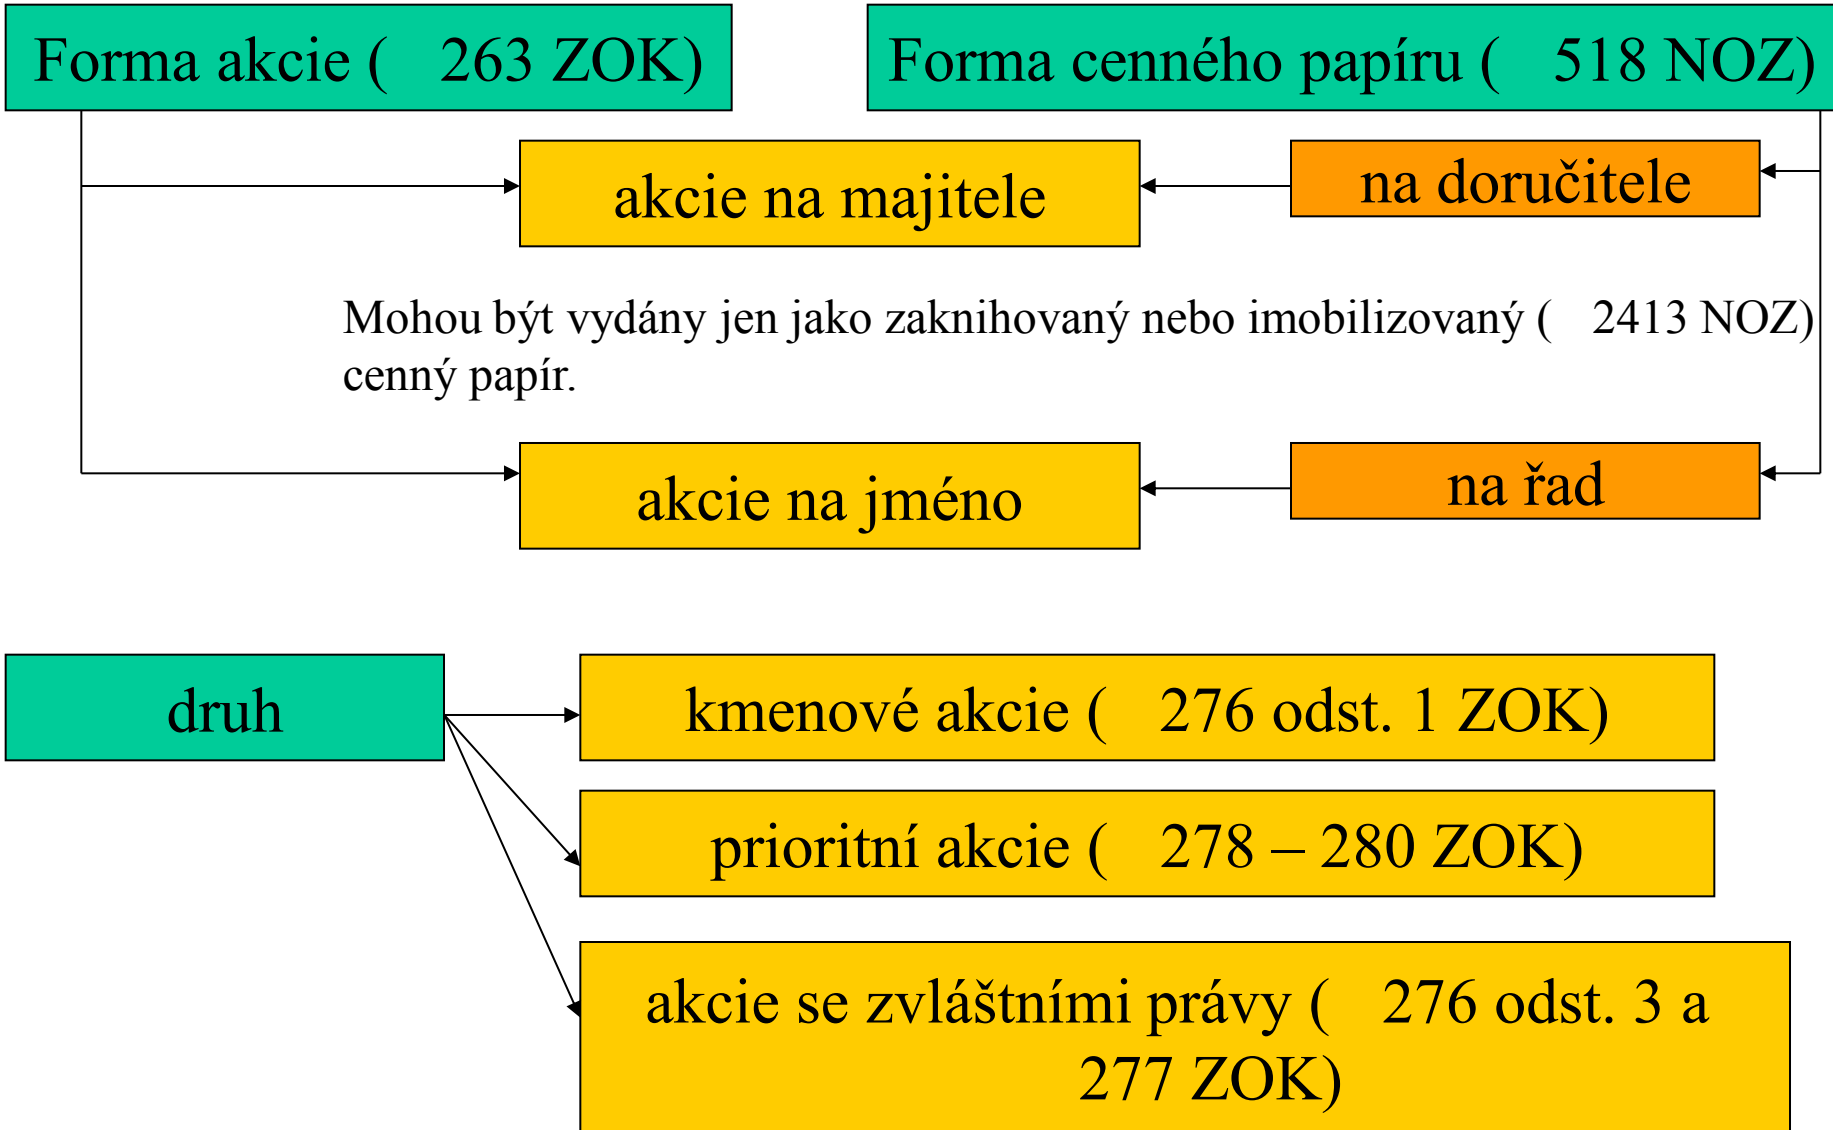 Forma akcie ( 263 ZOK)
Forma cenného papíru ( 518 NOZ)
akcie na majitele
na doručitele
Mohou být vydány jen jako zaknihovaný nebo imobilizovaný ( 2413 NOZ)
cenný papír.
akcie na jméno
na řad
druh
kmenové akcie ( 276 odst. 1 ZOK)
prioritní akcie ( 278 – 280 ZOK)
akcie se zvláštními právy ( 276 odst. 3 a
277 ZOK)